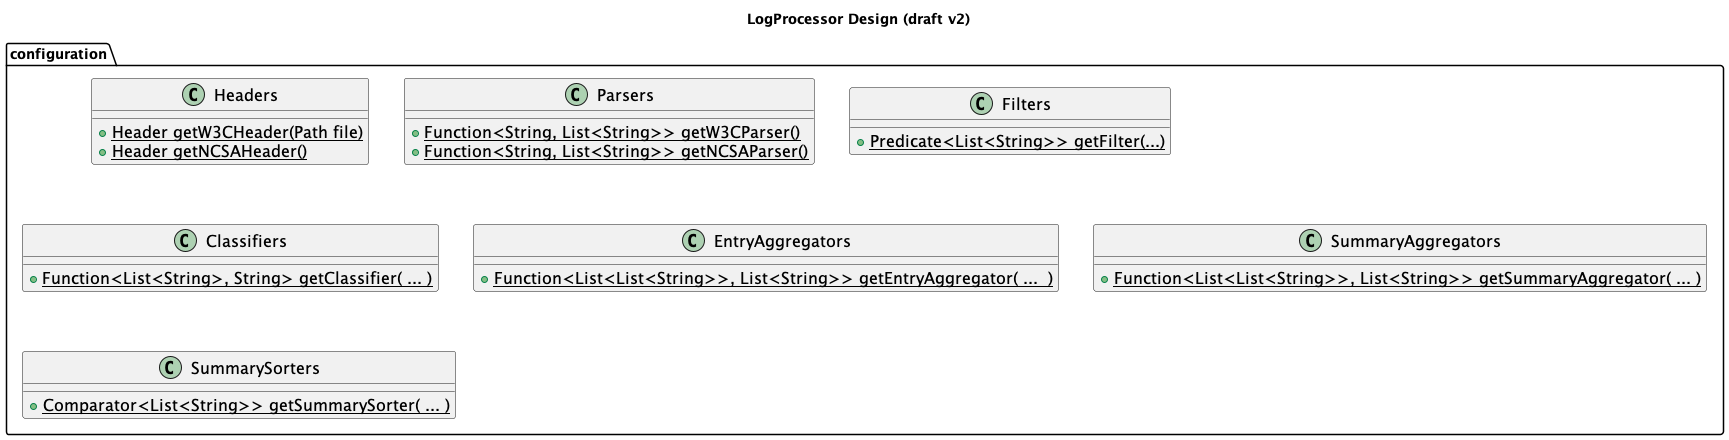 LogProcessor Design (draft v2)
configuration
C Headers
Header getW3CHeader(Path file)
Header getNCSAHeader()
C Parsers
Function<String, List<String>> getW3CParser()
Function<String, List<String>> getNCSAParser()
C Filters
Predicate<List<String>> getFilter(...)
C Classifiers
Function<List<String>, String> getClassifier( ... )
C EntryAggregators
Function<List<List<String>>, List<String>> getEntryAggregator( ...  )
C SummaryAggregators
Function<List<List<String>>, List<String>> getSummaryAggregator( ... )
C SummarySorters
Comparator<List<String>> getSummarySorter( ... )